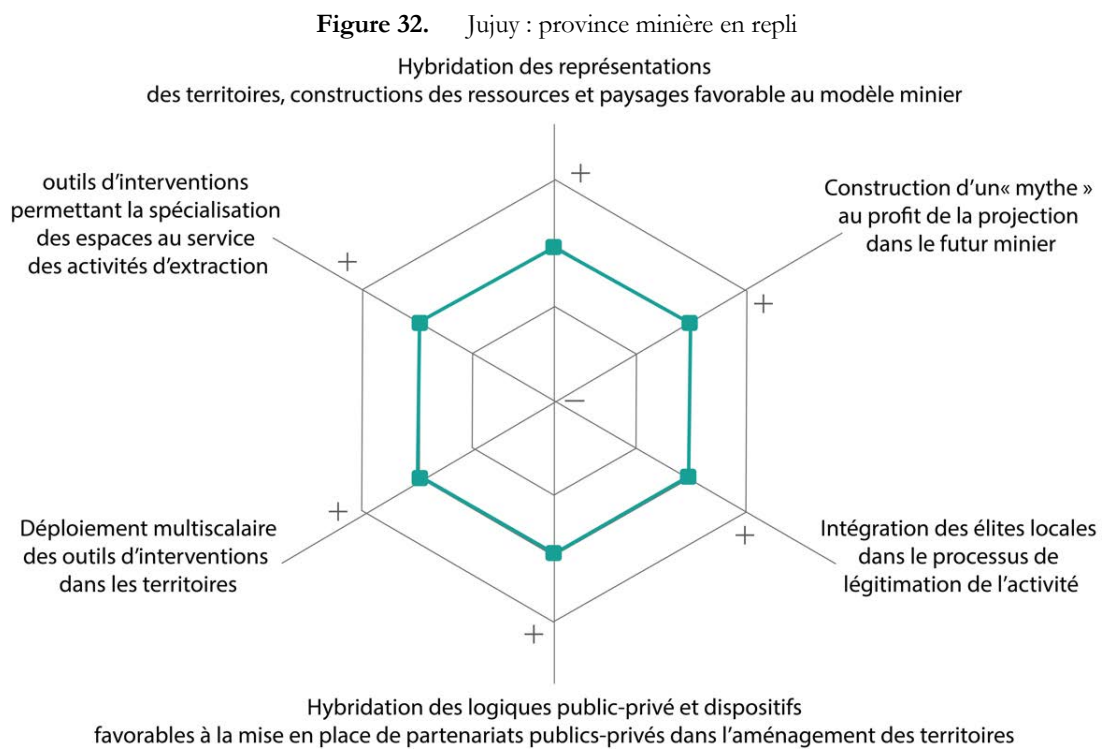 Figure 32. Jujuy : province minière en repli
Hybridation des représentations
des territoires, constructions des ressources et paysages favorable au modèle minier
+
outils d'interventions
permettant la spécialisation
des espaces au service
des activités d'extraction
+
Construction d'un« mythe »
au profit de la projection
dans le futur minier
+
−
Déploiement multiscalaire
des outils d'interventions
dans les territoires
+
Intégration des élites locales
dans le processus de
légitimation de l'activité
+
+
Hybridation des logiques public-privé et dispositifs
favorables à la mise en place de partenariats publics-privés dans l'aménagement des territoires